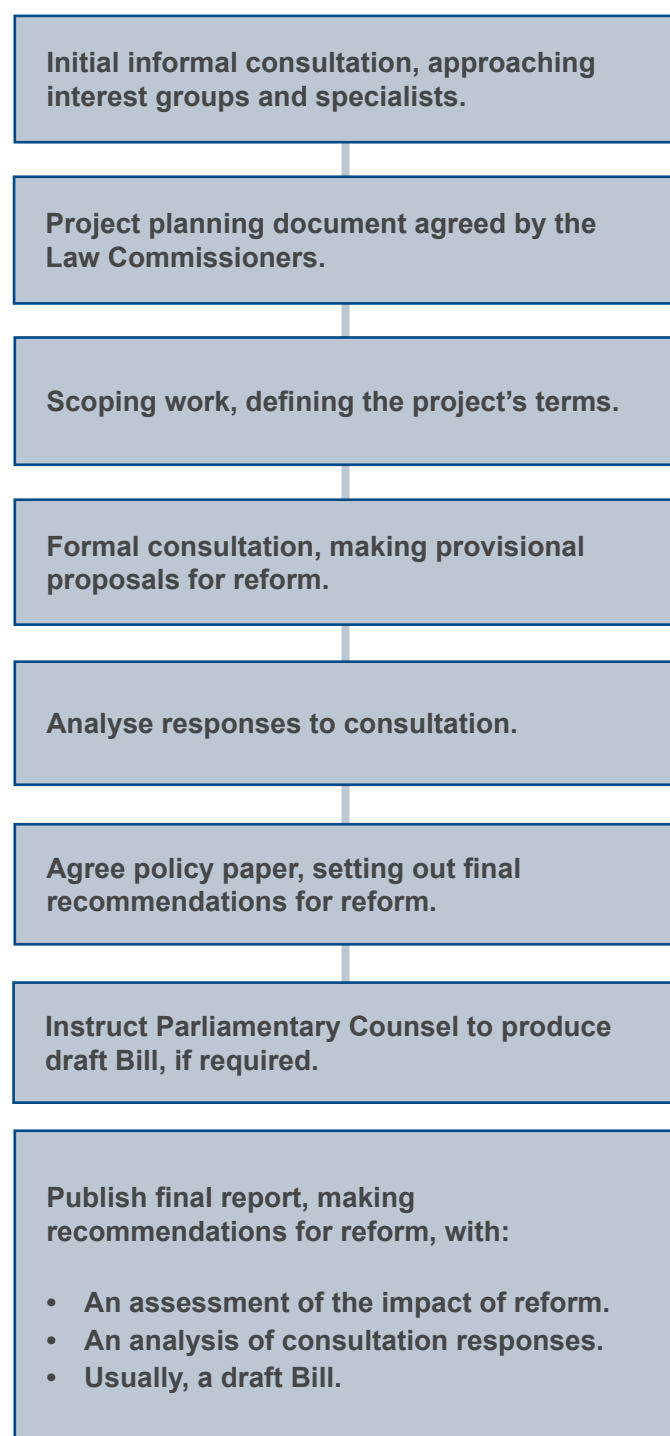 Initial informal consultation, approaching
interest groups and specialists.
Project planning document agreed by the
Law Commissioners.
Scoping work, defining the project’s terms.
Formal consultation, making provisional
proposals for reform.
Analyse responses to consultation.
Agree policy paper, setting out final
recommendations for reform.
Instruct Parliamentary Counsel to produce
draft Bill, if required.
Publish final report, making
recommendations for reform, with:
• An assessment of the impact of reform.
• An analysis of consultation responses.
• Usually, a draft Bill.